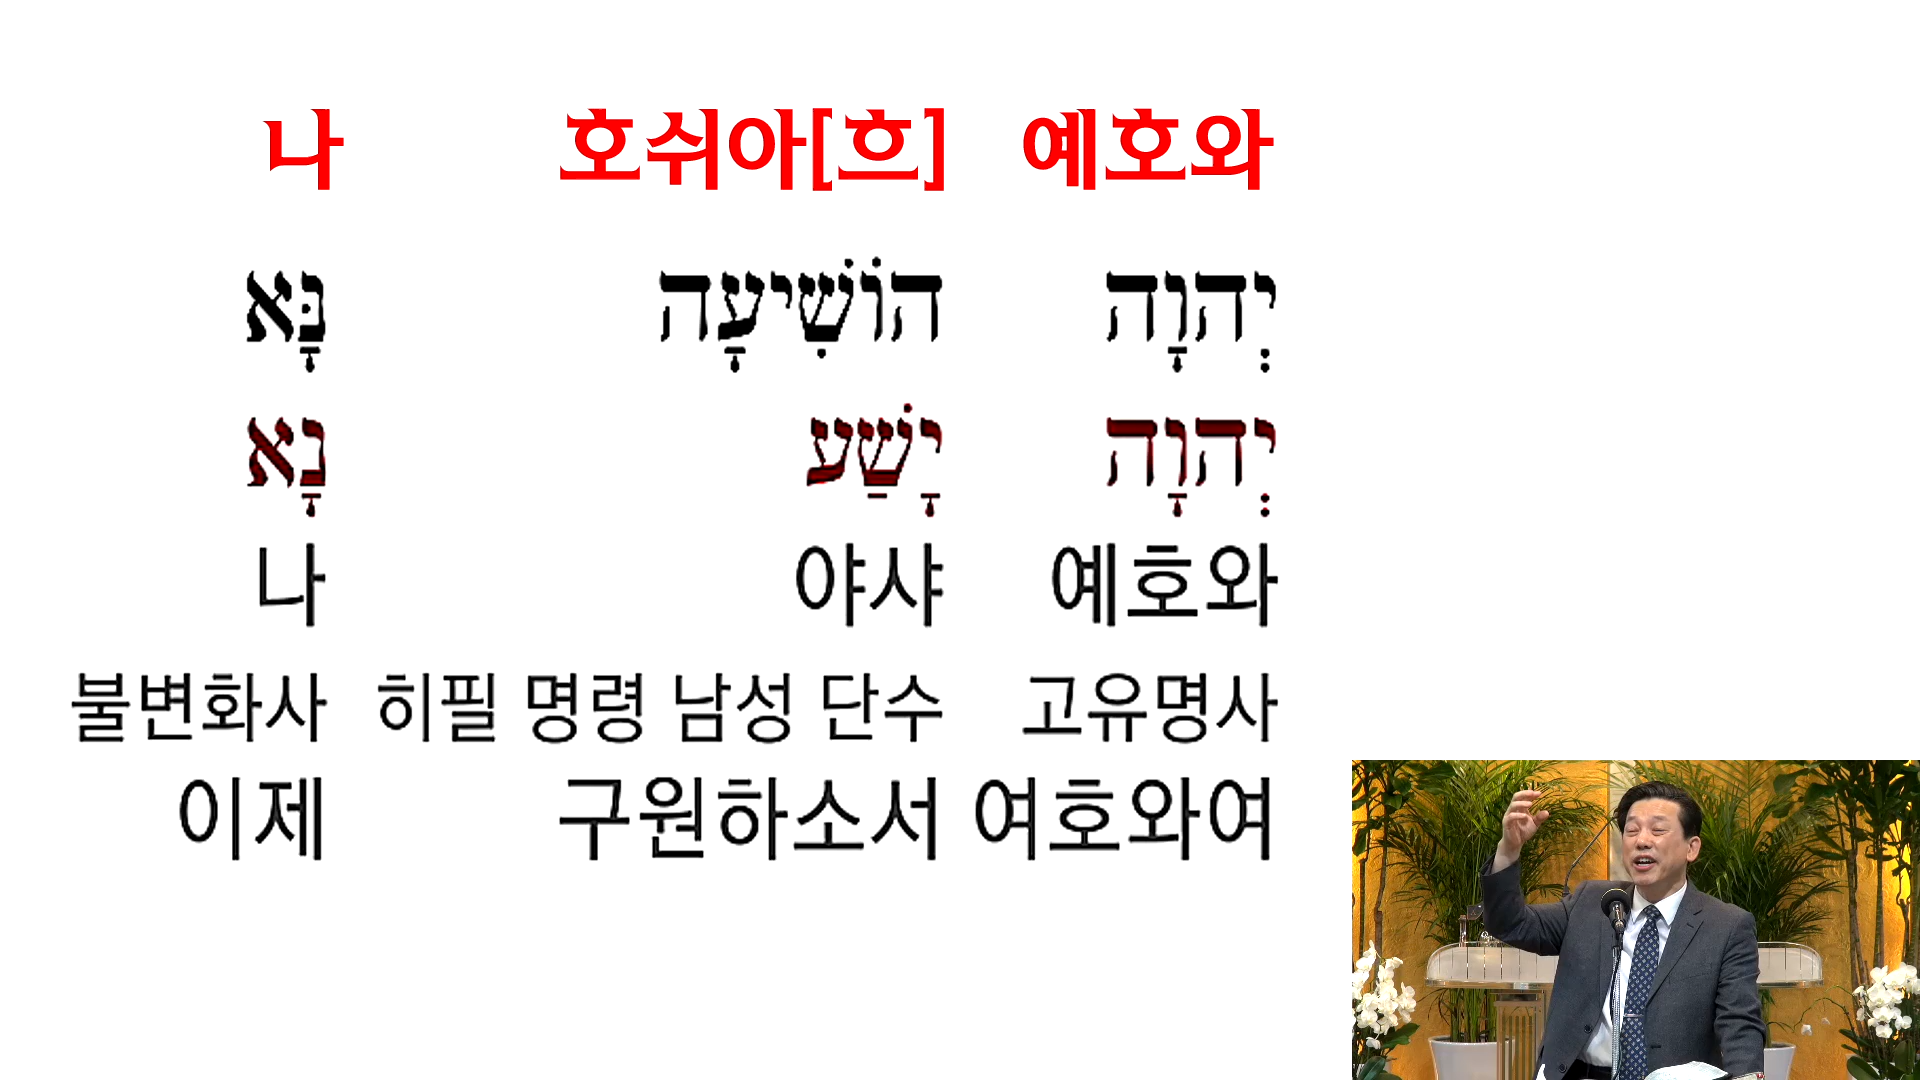 나 호쉬아[흐] 예호와
יְהוָה הוֹשִׁיעָה נָּא
יְהוָה יָשַׁע נָא
나 야샤 예호와
불변화사 히필 명령 남성 단수 고유명사
이제 구원하소서 여호와여